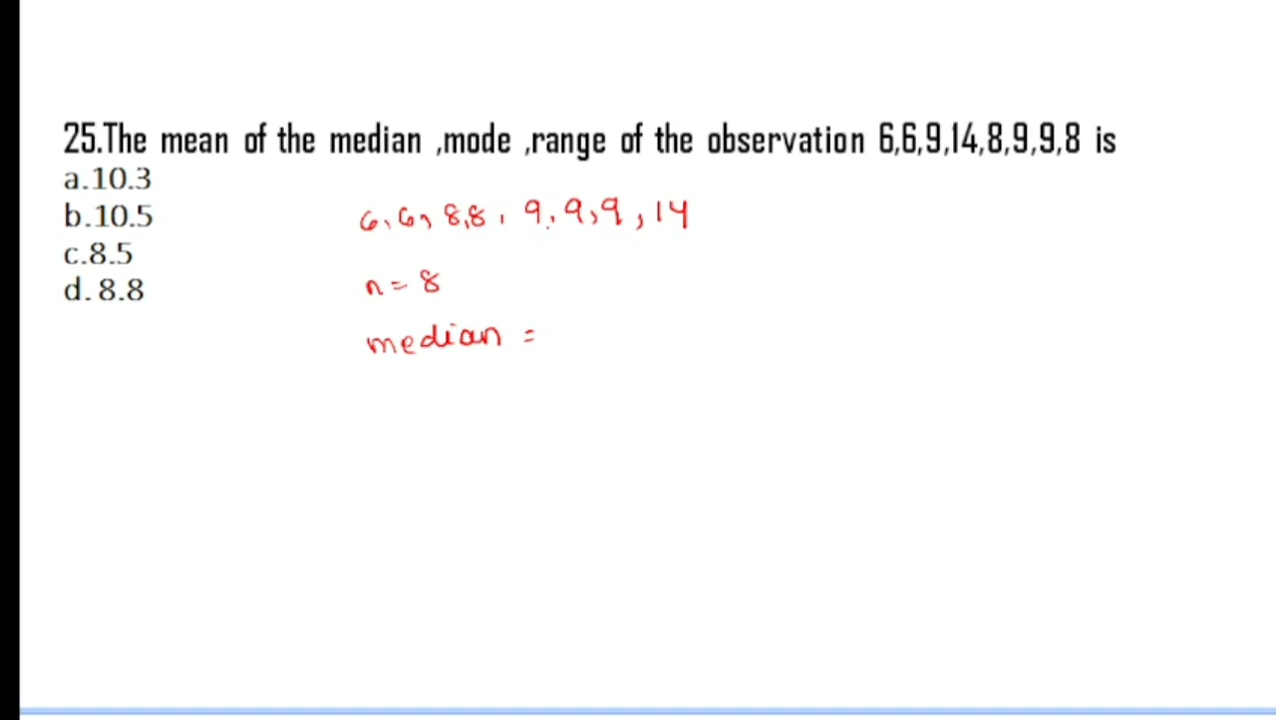 25.The mean of the median ,mode ,range of the observation 6,6,9,14,8,9,9,8 is
a.10.3
b.10.5
c.8.5
d. 8.8
6, 6, 8,8, 9, 9, 9, 14
n = 8
median =